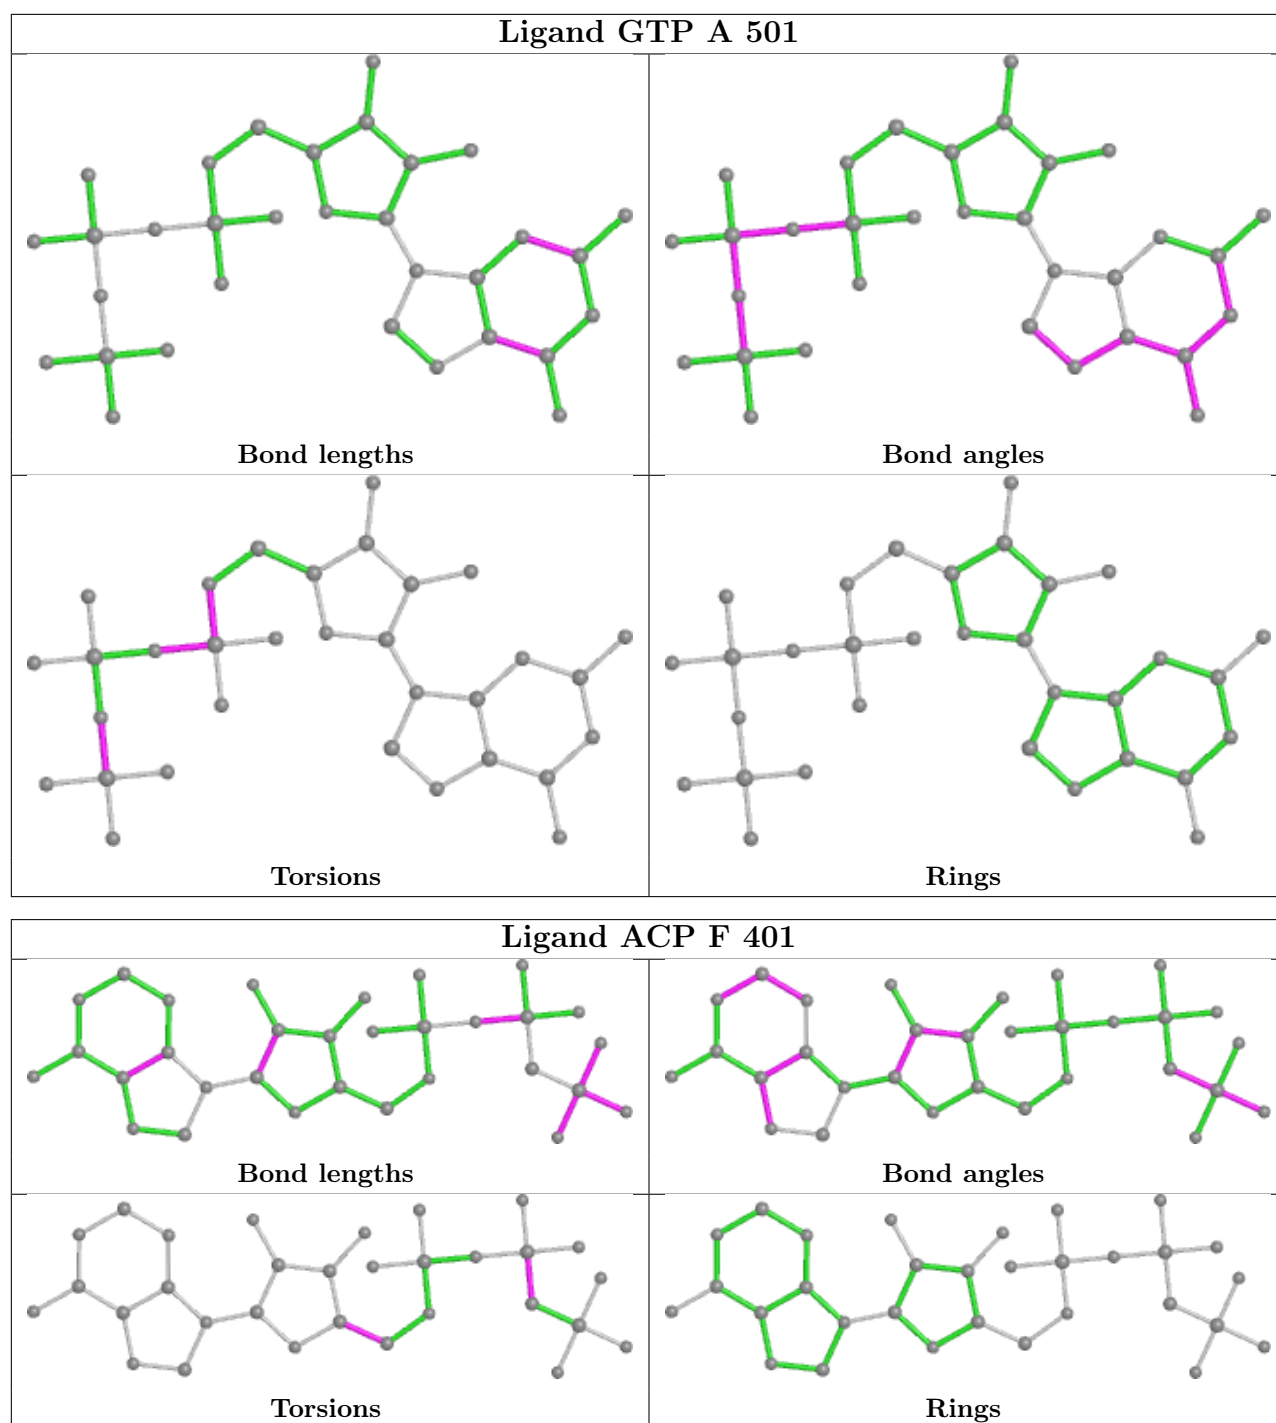 Ligand GTP A 501
Bond lengths
Bond angles
Torsions
Rings
Ligand ACP F 401
Bond lengths
Bond angles
Torsions
Rings